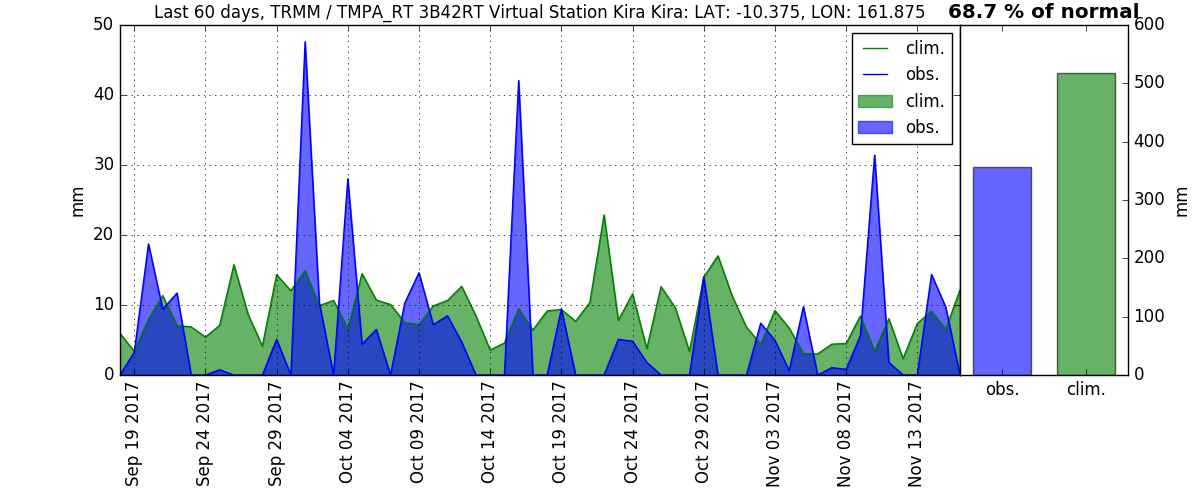 Last 60 days, TRMM / TMPA_RT 3B42RT Virtual Station Kira Kira: LAT: -10.375, LON: 161.875
68.7 % of normal
50
40
30
20
10
0
mm
clim.
obs.
clim.
obs.
600
500
400
300
200
100
0
mm
Sep 19 2017
Sep 24 2017
Sep 29 2017
Oct 04 2017
Oct 09 2017
Oct 14 2017
Oct 19 2017
Oct 24 2017
Oct 29 2017
Nov 03 2017
Nov 08 2017
Nov 13 2017
obs.
clim.